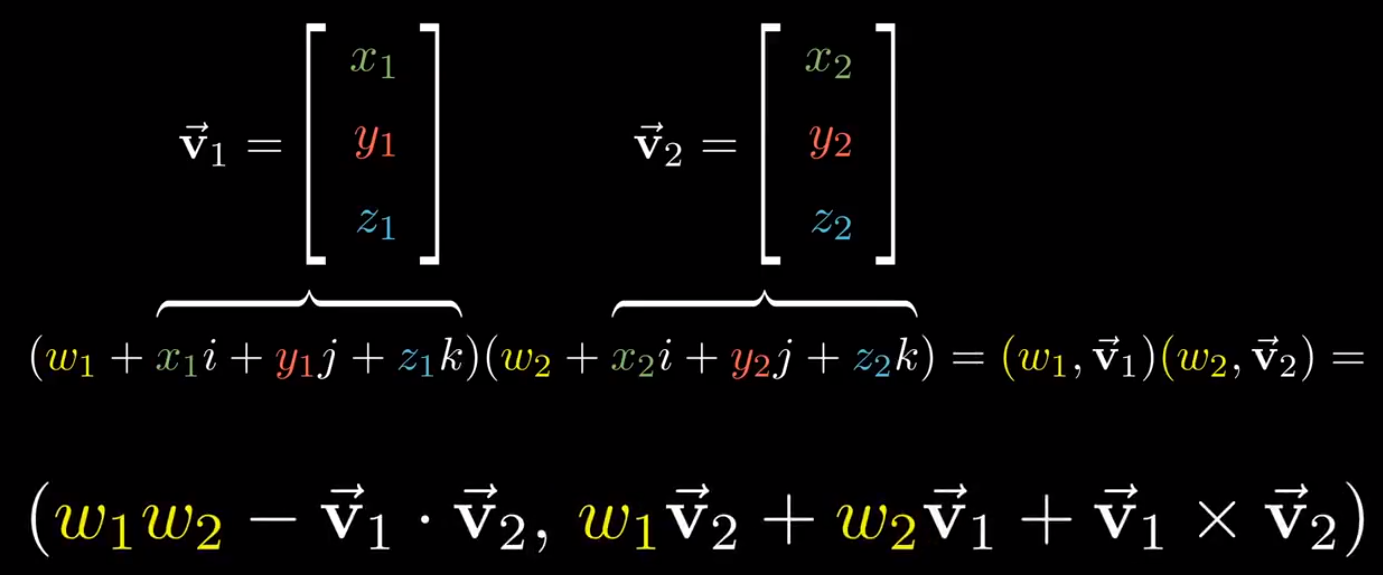 v⃗₁ = [ x₁ y₁ z₁ ] v⃗₂ = [ x₂ y₂ z₂ ]
(w₁ + x₁i + y₁j + z₁k)(w₂ + x₂i + y₂j + z₂k) = (w₁, v⃗₁)(w₂, v⃗₂) =
(w₁w₂ − v⃗₁ · v⃗₂, w₁v⃗₂ + w₂v⃗₁ + v⃗₁ × v⃗₂)